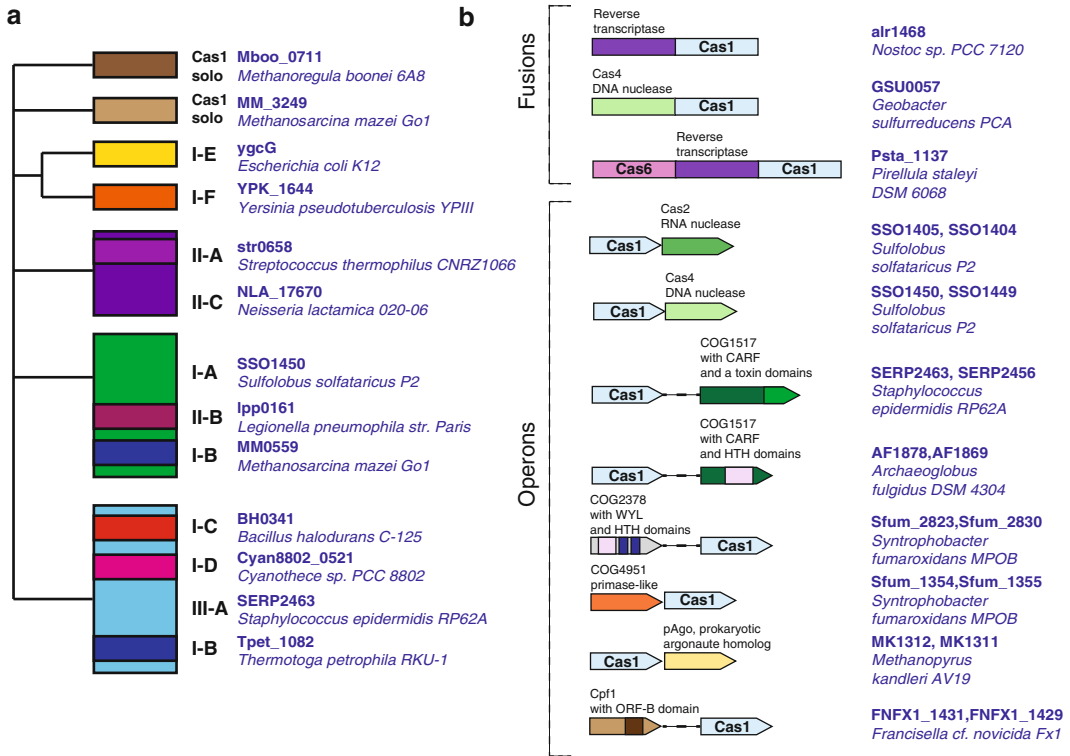 a
Cas1 solo
Mboo_0711
Methanoregula boonei 6A8
Cas1 solo
MM_3249
Methanosarcina mazei Go1
I-E
ygcG
Escherichia coli K12
I-F
YPK_1644
Yersinia pseudotuberculosis YPIII
II-A
str0658
Streptococcus thermophilus CNRZ1066
II-C
NLA_17670
Neisseria lactamica 020-06
I-A
SSO1450
Sulfolobus solfataricus P2
II-B
lpp0161
Legionella pneumophila str. Paris
I-B
MM0559
Methanosarcina mazei Go1
I-C
BH0341
Bacillus halodurans C-125
I-D
Cyan8802_0521
Cyanothece sp. PCC 8802
III-A
SERP2463
Staphylococcus epidermidis RP62A
I-B
Tpet_1082
Thermotoga petrophila RKU-1
b
Fusions
Reverse
transcriptase
Cas1
alr1468
Nostoc sp. PCC 7120
Cas4
DNA nuclease
Cas1
GSU0057
Geobacter
sulfurreducens PCA
Reverse
transcriptase
Cas6
Cas1
Psta_1137
Pirellula staleyi
DSM 6068
Operons
Cas2
RNA nuclease
Cas1
SSO1405, SSO1404
Sulfolobus
solfataricus P2
Cas4
DNA nuclease
Cas1
SSO1450, SSO1449
Sulfolobus
solfataricus P2
COG1517
with CARF
and a toxin domains
Cas1
SERP2463, SERP2456
Staphylococcus
epidermidis RP62A
COG1517
with CARF
and HTH domains
Cas1
AF1878,AF1869
Archaeoglobus
fulgidus DSM 4304
COG2378
with WYL
and HTH domains
Cas1
Sfum_2823,Sfum_2830
Syntrophobacter
fumaroxidans MPOB
COG4951
primase-like
Cas1
Sfum_1354,Sfum_1355
Syntrophobacter
fumaroxidans MPOB
pAgo, prokaryotic
argonaute homolog
Cas1
MK1312, MK1311
Methanopyrus
kandleri AV19
Cpf1
with ORF-B domain
Cas1
FNFX1_1431,FNFX1_1429
Francisella cf. novicida Fx1